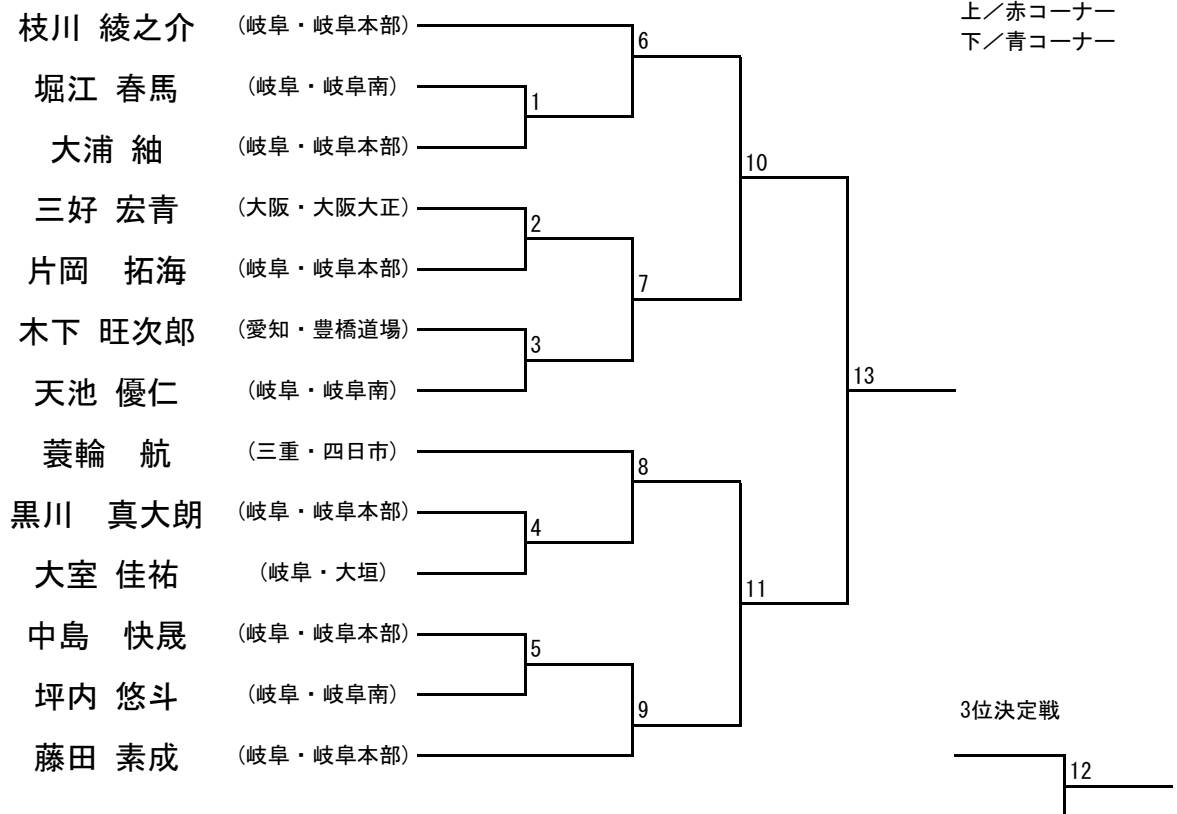 上／赤コーナー
下／青コーナー
枝川 綾之介 (岐阜・岐阜本部)
6
堀江 春馬 (岐阜・岐阜南)
1
大浦 紬 (岐阜・岐阜本部)
10
三好 宏青 (大阪・大阪大正)
2
片岡　拓海 (岐阜・岐阜本部)
7
木下 旺次郎 (愛知・豊橋道場)
3
天池 優仁 (岐阜・岐阜南)
13
蓑輪　航 (三重・四日市)
8
黒川　真大朗 (岐阜・岐阜本部)
4
大室 佳祐 (岐阜・大垣)
11
中島　快晟 (岐阜・岐阜本部)
5
坪内 悠斗 (岐阜・岐阜南)
9
3位決定戦
藤田 素成 (岐阜・岐阜本部)
12